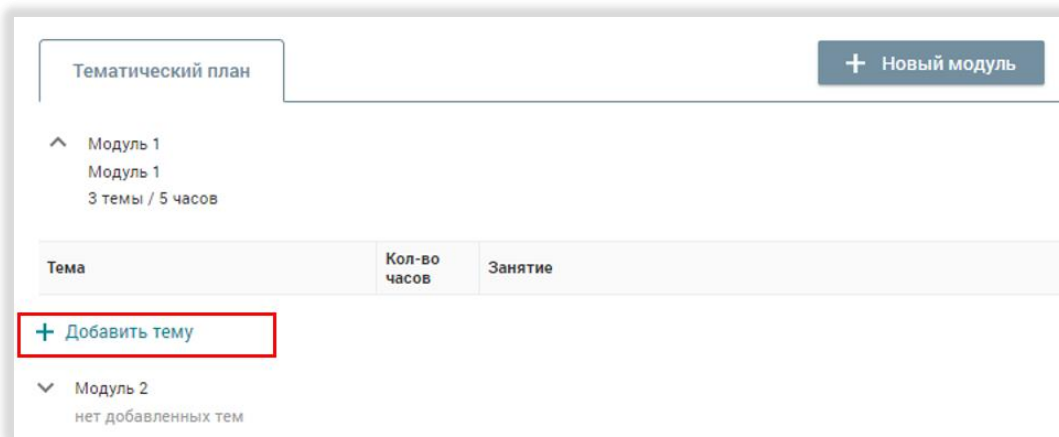 Тематический план
+ Новый модуль
Модуль 1
Модуль 1
3 темы / 5 часов
Тема
Кол-во
часов
Занятие
+ Добавить тему
Модуль 2
нет добавленных тем